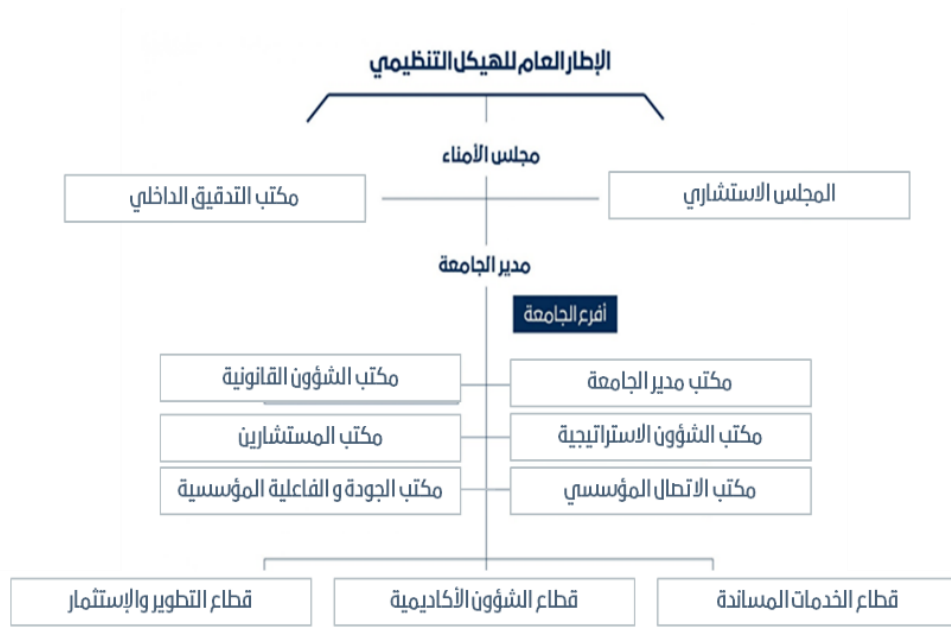 الإطار العام للهيكل التنظيمي
مجلس الأمناء
المجلس الاستشاري
مكتب التدقيق الداخلي
مدير الجامعة
أفرع الجامعة
مكتب مدير الجامعة
مكتب الشؤون القانونية
مكتب الشؤون الاستراتيجية
مكتب المستشارين
مكتب الاتصال المؤسسي
مكتب الجودة و الفاعلية المؤسسية
قطاع الخدمات المساندة
قطاع الشؤون الأكاديمية
قطاع التطوير والإستثمار